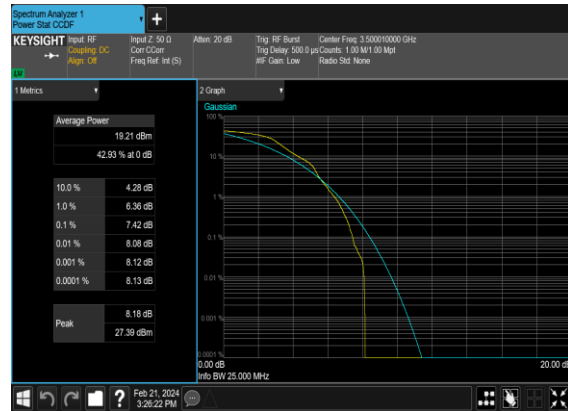 Spectrum Analyzer 1
Power Stat CCDF
KEYSIGHT
Input: RF
Coupling: DC
Align: Off
Input Z: 50 Ω
Corr CCorr
Freq Ref: Int (S)
Atten: 20 dB
Trig: RF Burst
Trig Delay: 500.0 µs
#IF Gain: Low
Center Freq: 3.500010000 GHz
Counts: 1.00 M/1.00 Mpt
Radio Std: None
1 Metrics
Average Power
19.21 dBm
42.93 % at 0 dB
10.0 % 4.28 dB
1.0 % 6.36 dB
0.1 % 7.42 dB
0.01 % 8.08 dB
0.001 % 8.12 dB
0.0001 % 8.13 dB
Peak
8.18 dB
27.39 dBm
2 Graph
Gaussian
100 %
10 %
1 %
0.1 %
0.01 %
0.001 %
0.0001 %
0.00 dB
20.00 dB
Info BW 25.000 MHz
?
Feb 21, 2024
3:26:22 PM